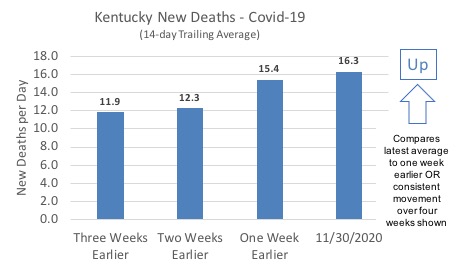 Kentucky New Deaths - Covid-19
(14-day Trailing Average)
New Deaths per Day
18.0
16.0
14.0
12.0
10.0
8.0
6.0
4.0
2.0
0.0
11.9
12.3
15.4
16.3
Three Weeks
Earlier
Two Weeks
Earlier
One Week
Earlier
11/30/2020
Up
Compares
latest average
to one week
earlier OR
consistent
movement
over four
weeks shown